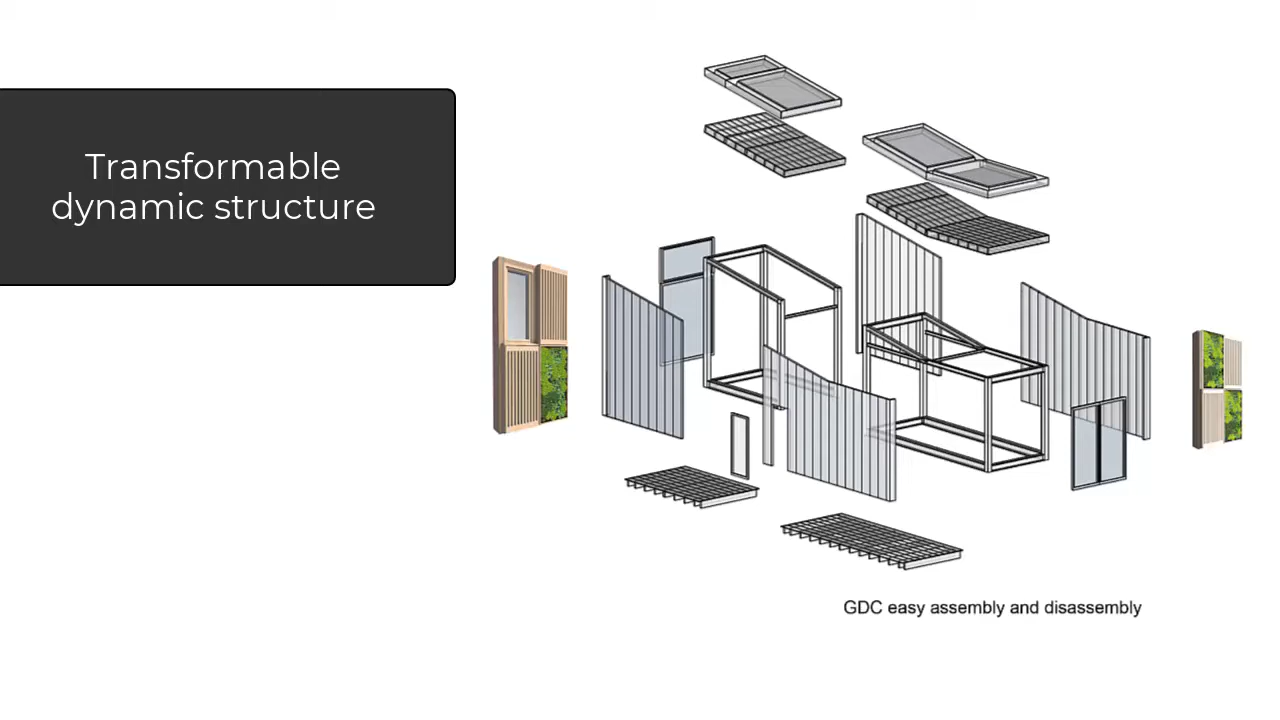 Transformable
dynamic structure
GDC easy assembly and disassembly